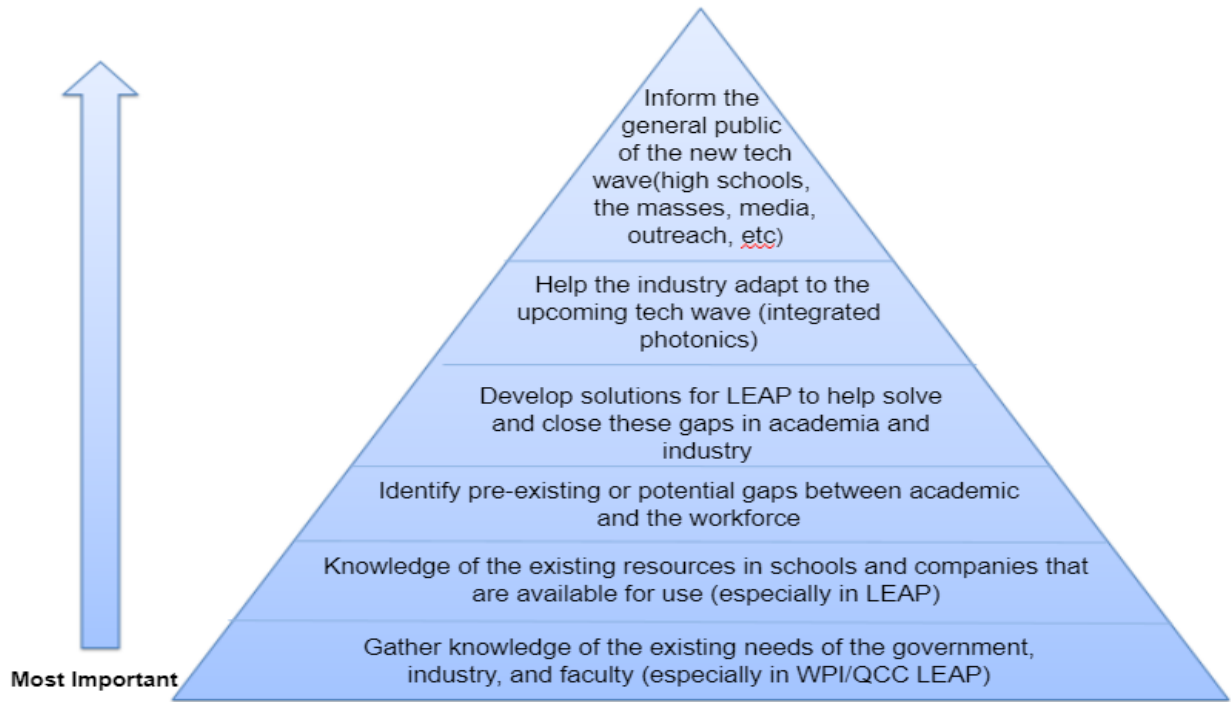 Inform the
general public
of the new tech
wave(high schools,
the masses, media,
outreach, etc)
Help the industry adapt to the
upcoming tech wave (integrated
photonics)
Develop solutions for LEAP to help solve
and close these gaps in academia and
industry
Identify pre-existing or potential gaps between academic
and the workforce
Knowledge of the existing resources in schools and companies that
are available for use (especially in LEAP)
Gather knowledge of the existing needs of the government,
industry, and faculty (especially in WPI/QCC LEAP)
Most Important